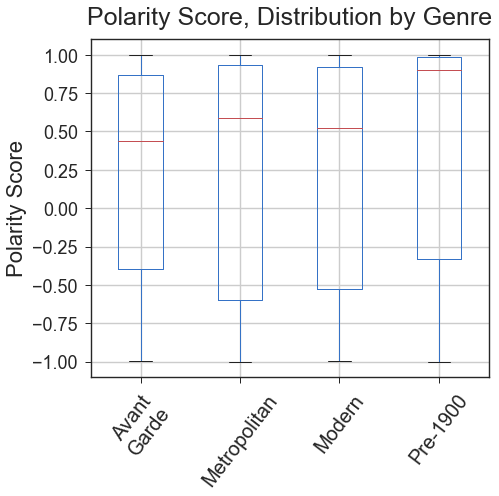 Polarity Score, Distribution by Genre
Polarity Score
1.00
0.75
0.50
0.25
0.00
−0.25
−0.50
−0.75
−1.00
Avant
Garde
Metropolitan
Modern
Pre-1900